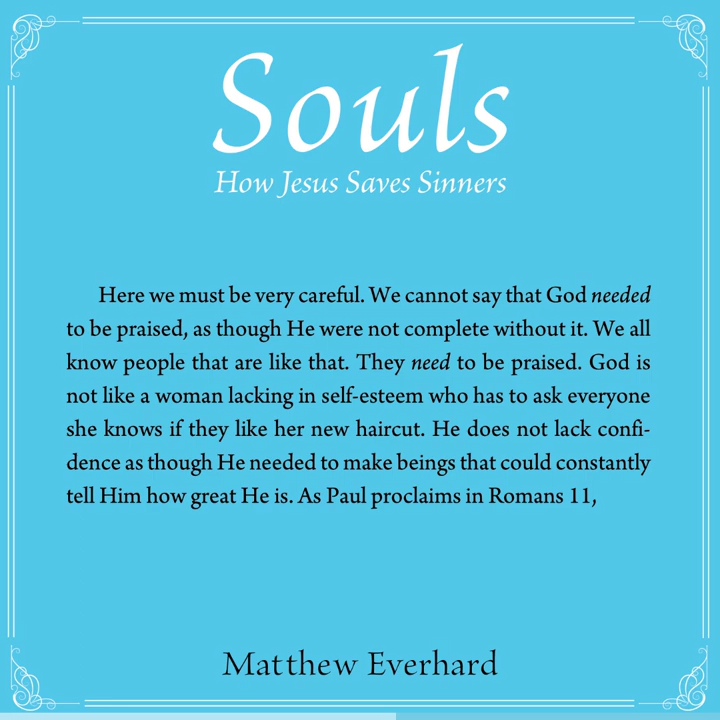 Souls
How Jesus Saves Sinners
Here we must be very careful. We cannot say that God needed
to be praised, as though He were not complete without it. We all
know people that are like that. They need to be praised. God is
not like a woman lacking in self-esteem who has to ask everyone
she knows if they like her new haircut. He does not lack confi-
dence as though He needed to make beings that could constantly
tell Him how great He is. As Paul proclaims in Romans 11,
Matthew Everhard